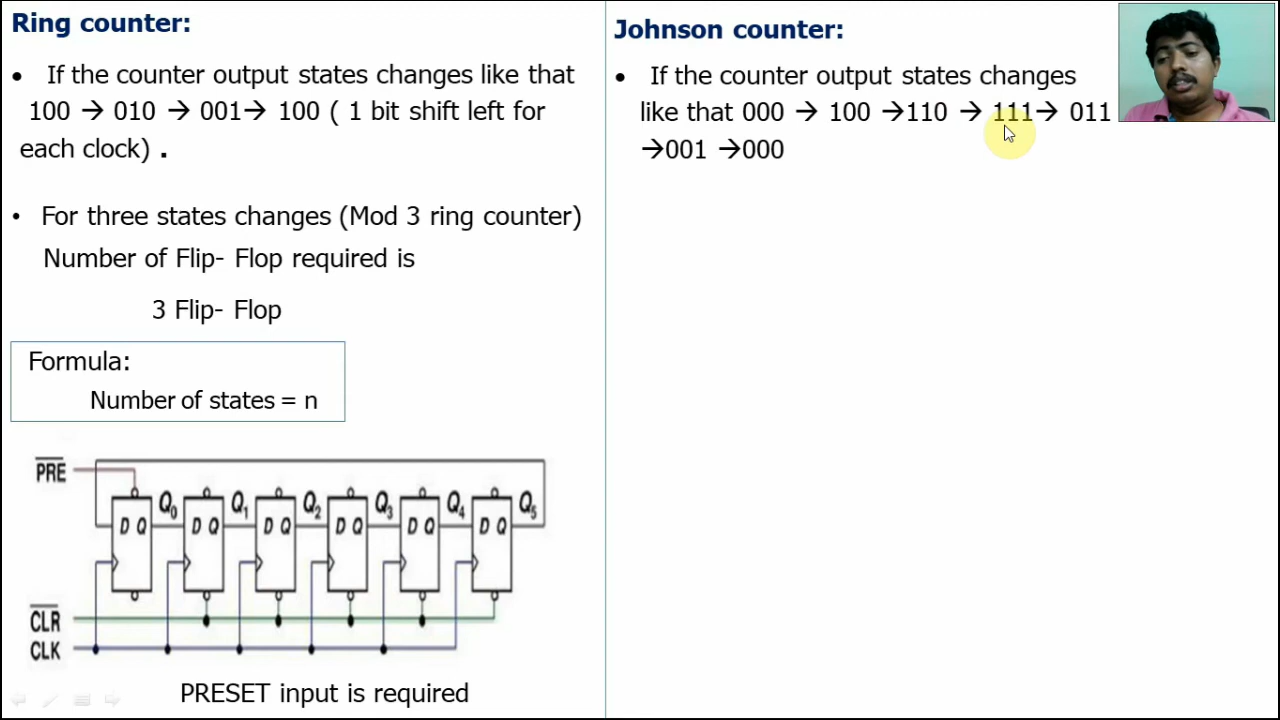 Ring counter:
• If the counter output states changes like that
100 → 010 → 001→ 100 ( 1 bit shift left for
each clock) .
• For three states changes (Mod 3 ring counter)
Number of Flip- Flop required is
3 Flip- Flop
Formula:
Number of states = n
PRE
D Q Q0 D Q Q1 D Q Q2 D Q Q3 D Q Q4 D Q Q5
CLR
CLK
PRESET input is required
Johnson counter:
• If the counter output states changes
like that 000 → 100 →110 → 111→ 011
→001 →000